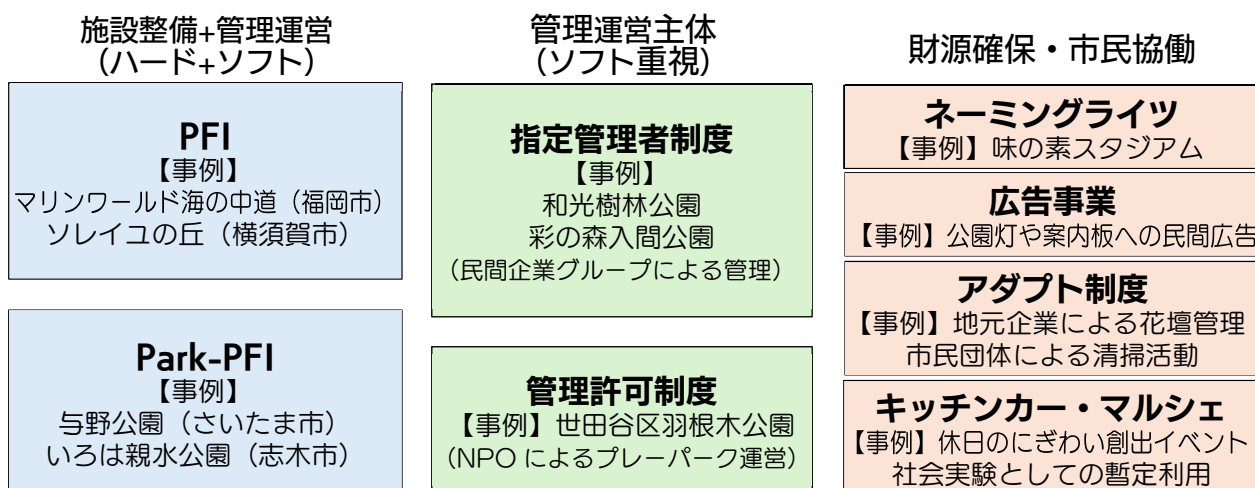 施設整備+管理運営
(ハード+ソフト)
PFI
【事例】
マリンワールド海の中道（福岡市）
ソレイユの丘（横須賀市）
Park-PFI
【事例】
与野公園（さいたま市）
いろは親水公園（志木市）
管理運営主体
(ソフト重視)
指定管理者制度
【事例】
和光樹林公園
彩の森入間公園
（民間企業グループによる管理）
管理許可制度
【事例】世田谷区羽根木公園
（NPO によるプレーパーク運営）
財源確保・市民協働
ネーミングライツ
【事例】味の素スタジアム
広告事業
【事例】公園灯や案内板への民間広告
アダプト制度
【事例】地元企業による花壇管理
市民団体による清掃活動
キッチンカー・マルシェ
【事例】休日のにぎわい創出イベント
社会実験としての暫定利用